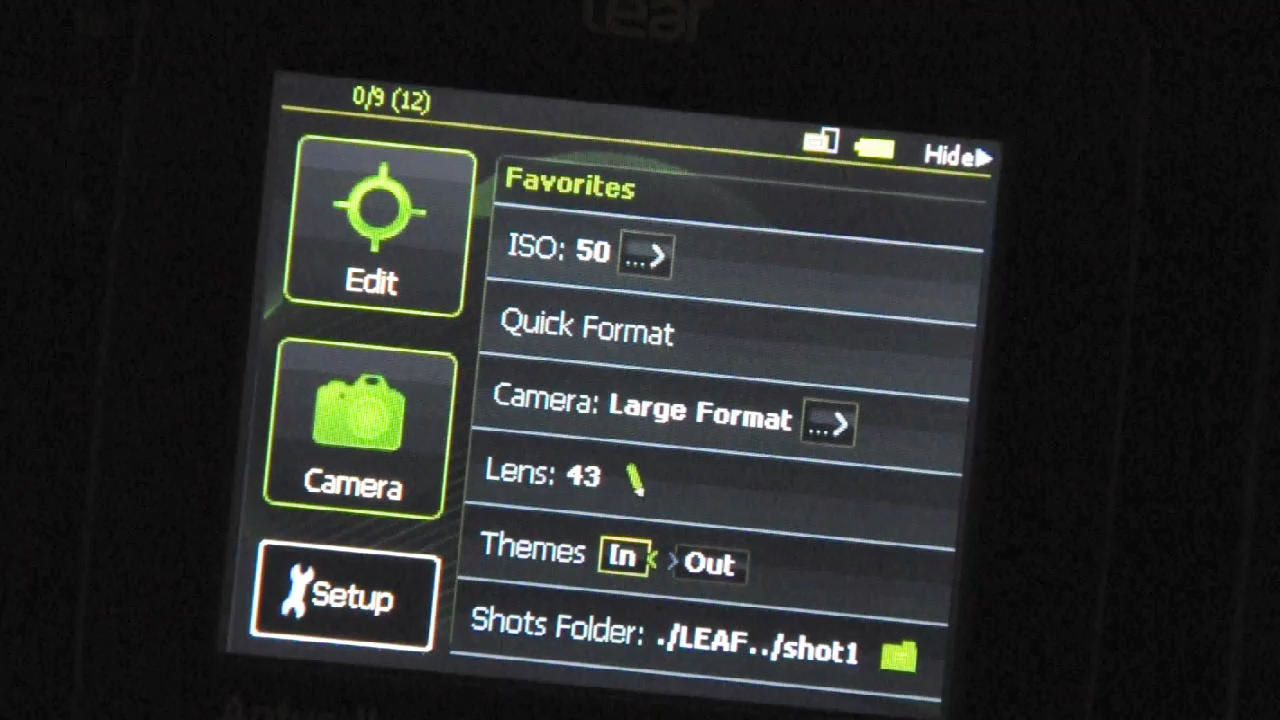 leaf
0/9 (12)
Hide
Edit
Camera
Setup
Favorites
ISO: 50 ...
Quick Format
Camera: Large Format ...
Lens: 43
Themes In Out
Shots Folder: ./LEAF../shot1